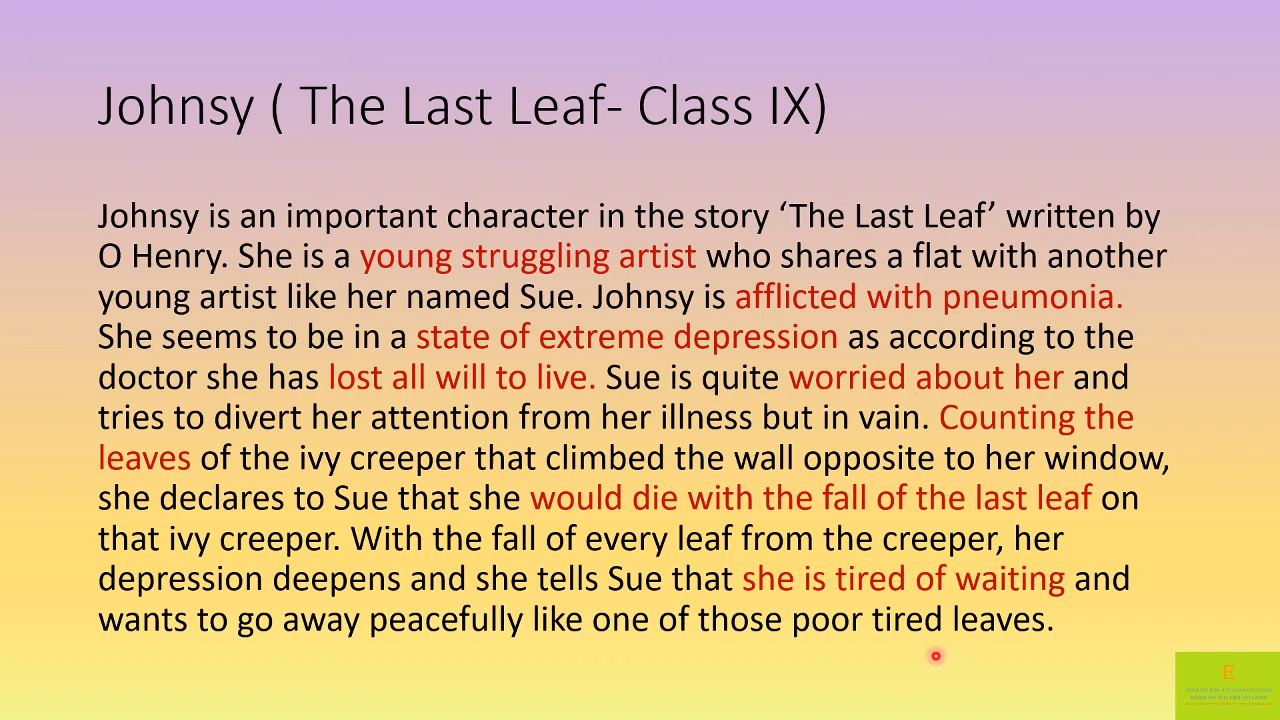 Johnsy ( The Last Leaf- Class IX)
Johnsy is an important character in the story ‘The Last Leaf’ written by
O Henry. She is a young struggling artist who shares a flat with another
young artist like her named Sue. Johnsy is afflicted with pneumonia.
She seems to be in a state of extreme depression as according to the
doctor she has lost all will to live. Sue is quite worried about her and
tries to divert her attention from her illness but in vain. Counting the
leaves of the ivy creeper that climbed the wall opposite to her window,
she declares to Sue that she would die with the fall of the last leaf on
that ivy creeper. With the fall of every leaf from the creeper, her
depression deepens and she tells Sue that she is tired of waiting and
wants to go away peacefully like one of those poor tired leaves.
E